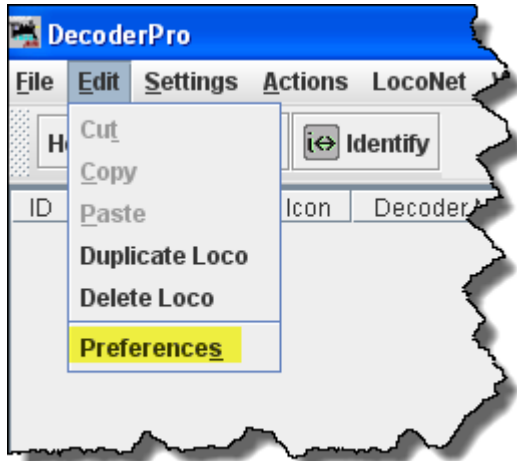 DecoderPro
File Edit Settings Actions LocoNet
Identify
Cut
Copy
Paste
Duplicate Loco
Delete Loco
Preferences
ID Icon Decoder